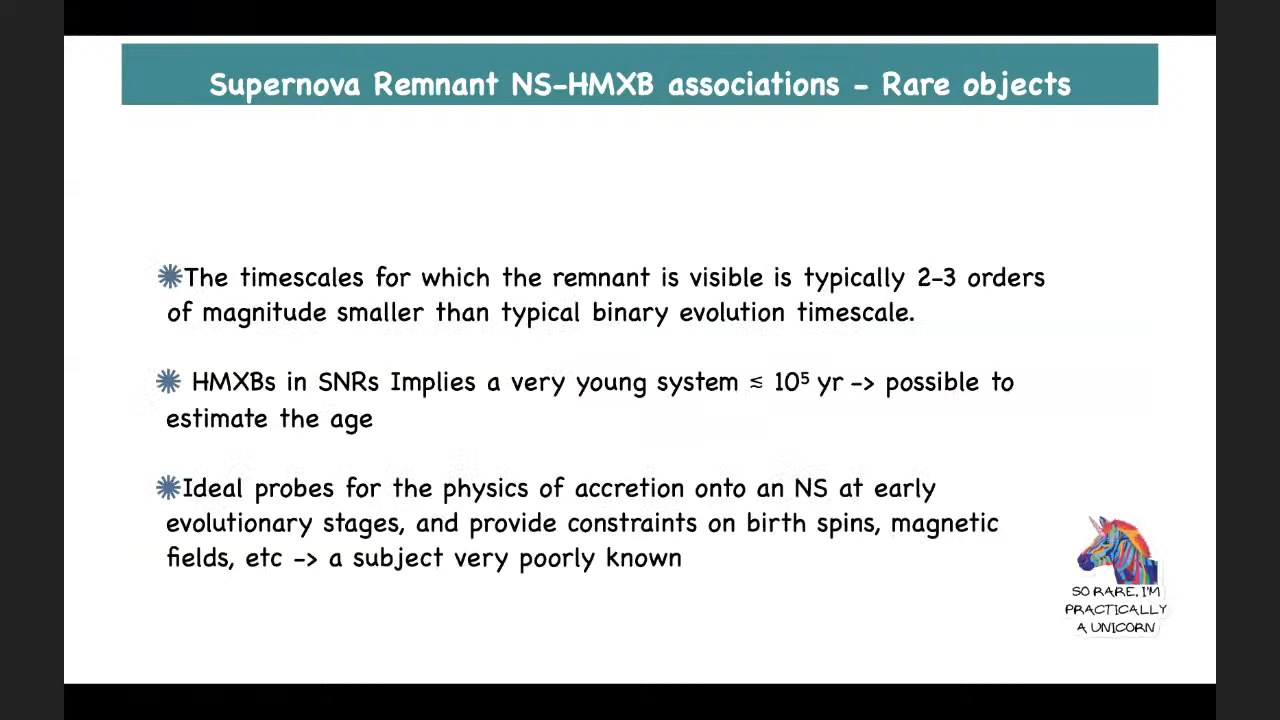 Supernova Remnant NS-HMXB associations - Rare objects
The timescales for which the remnant is visible is typically 2-3 orders
of magnitude smaller than typical binary evolution timescale.
HMXBs in SNRs Implies a very young system ≲ 10⁵ yr -> possible to
estimate the age
Ideal probes for the physics of accretion onto an NS at early
evolutionary stages, and provide constraints on birth spins, magnetic
fields, etc -> a subject very poorly known
SO RARE, I'M
PRACTICALLY
A UNICORN